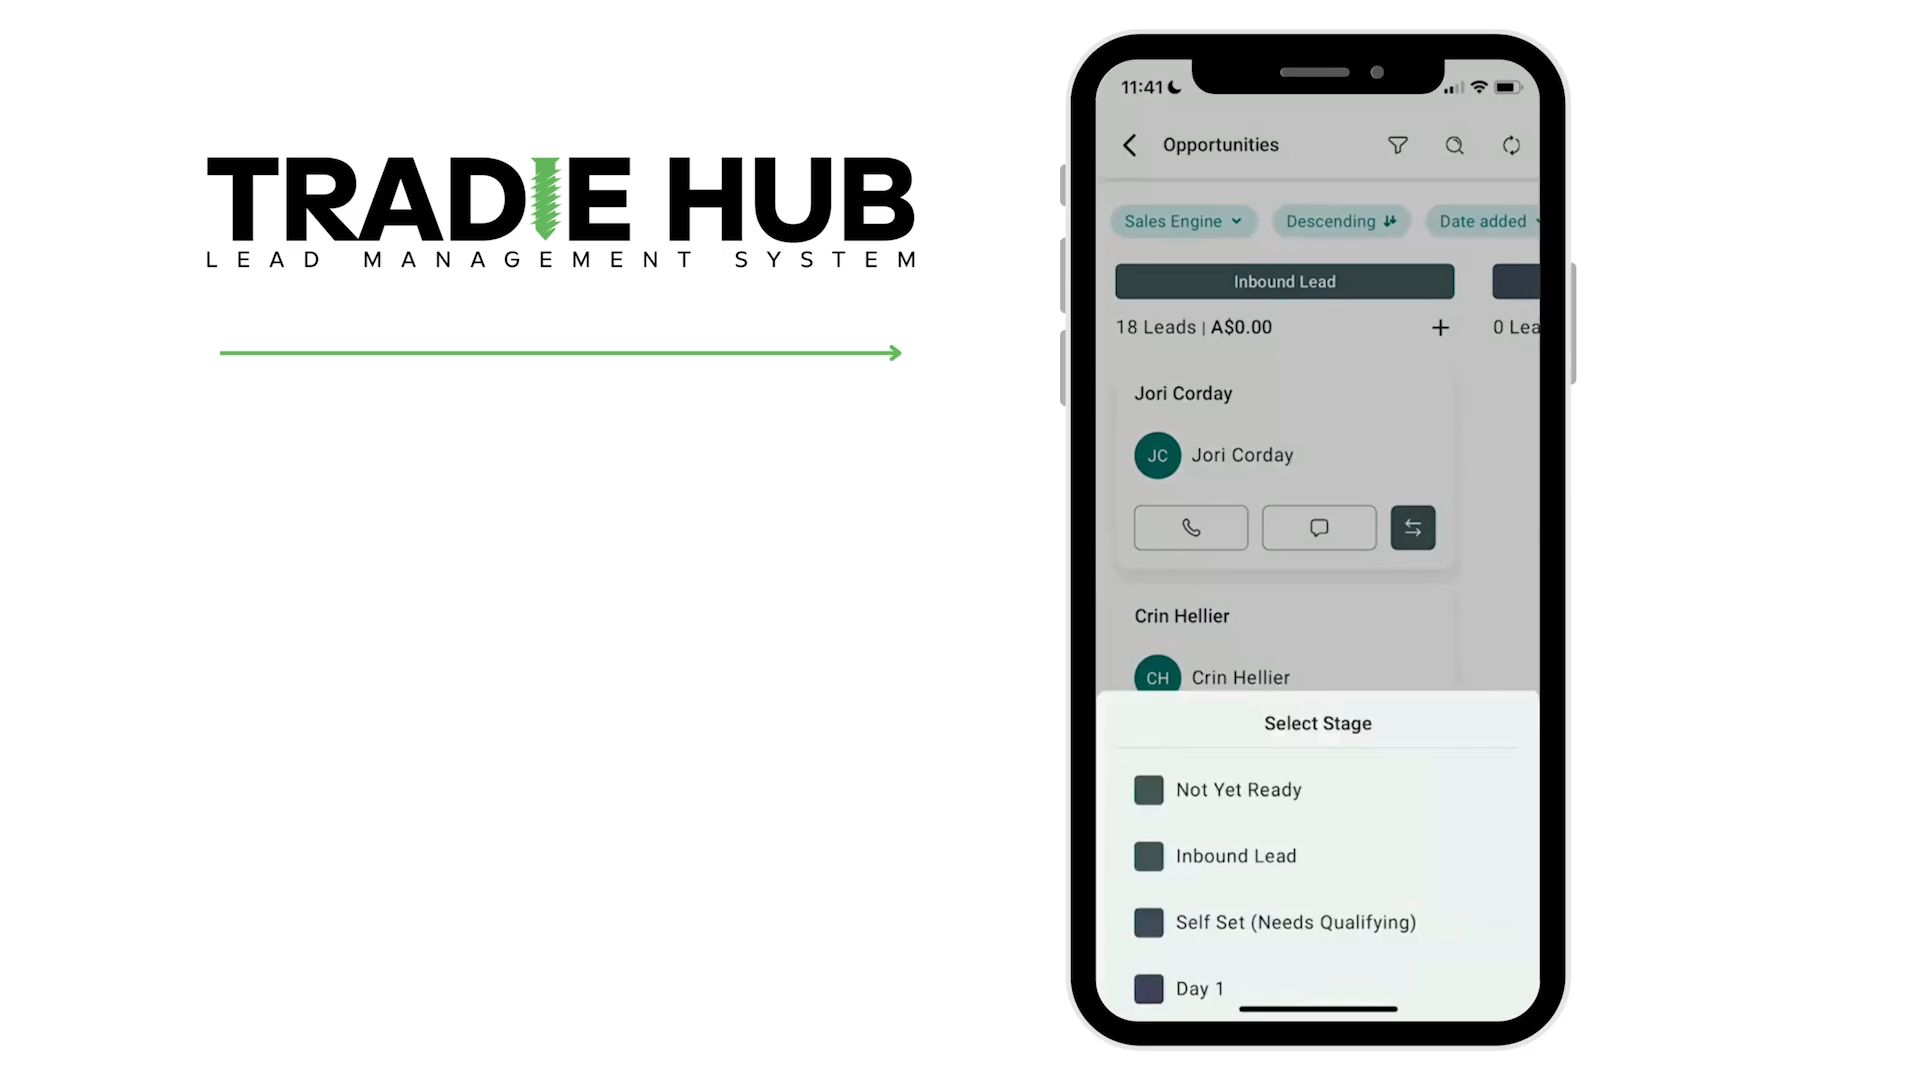 TRADIE HUB
LEAD MANAGEMENT SYSTEM
11:41
Opportunities
Sales Engine
Descending
Date added
Inbound Lead
18 Leads | A$0.00
0 Lea
Jori Corday
JC
Jori Corday
Crin Hellier
CH
Crin Hellier
Select Stage
Not Yet Ready
Inbound Lead
Self Set (Needs Qualifying)
Day 1